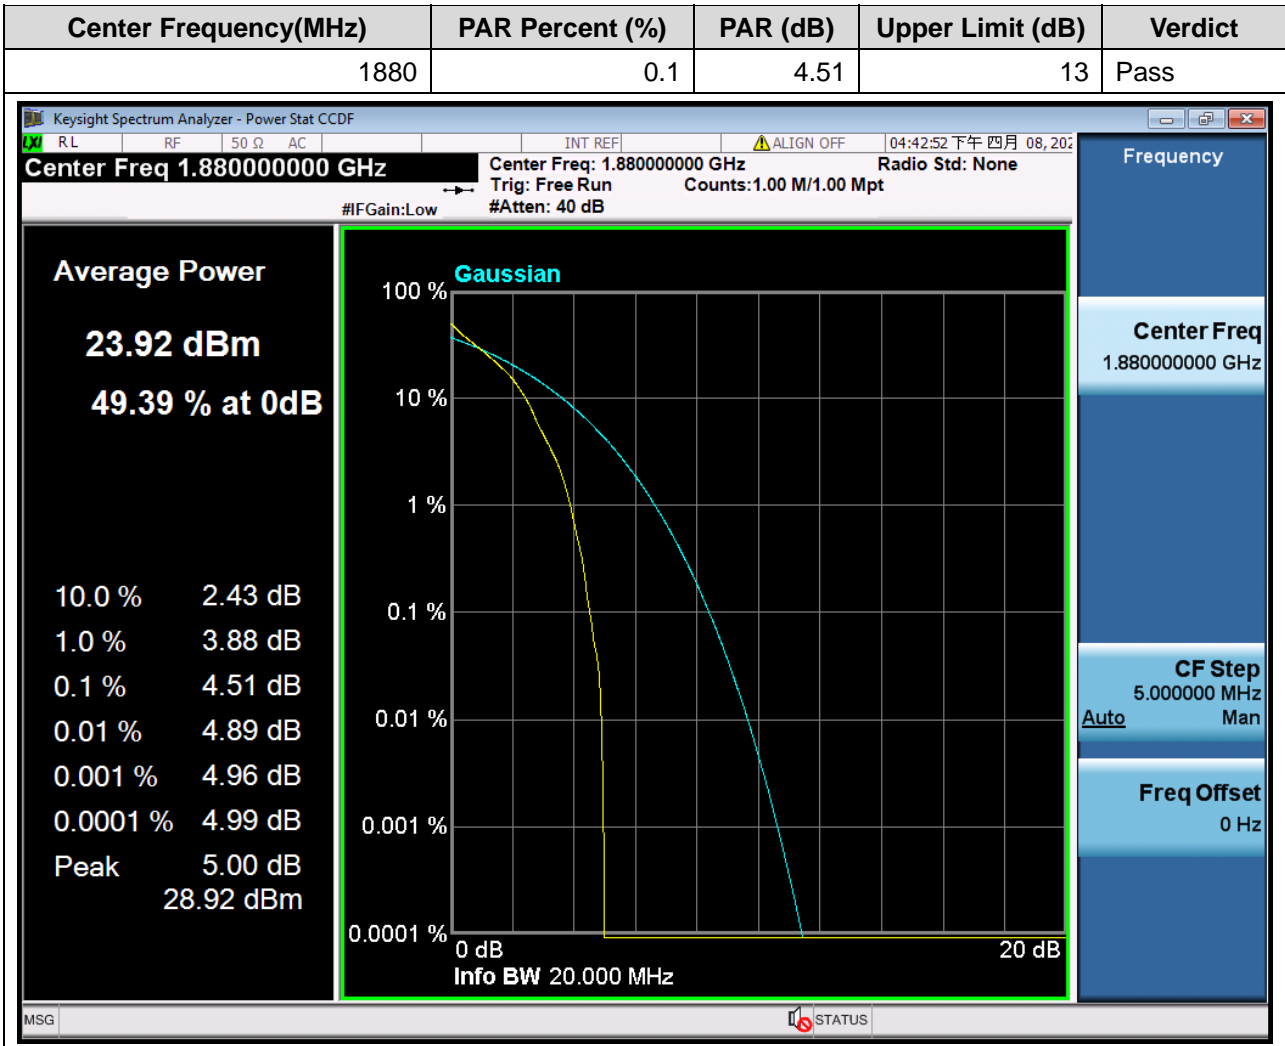 Center Frequency(MHz) PAR Percent (%) PAR (dB) Upper Limit (dB) Verdict
1880 0.1 4.51 13 Pass
Keysight Spectrum Analyzer - Power Stat CCDF
LXI RL RF 50 Ω AC INT REF ALIGN OFF 04:42:52 下午 四月 08, 202
Center Freq 1.880000000 GHz
Center Freq: 1.880000000 GHz Radio Std: None
Trig: Free Run Counts:1.00 M/1.00 Mpt
#IFGain:Low #Atten: 40 dB
Frequency
Average Power
23.92 dBm
49.39 % at 0dB
10.0 % 2.43 dB
1.0 % 3.88 dB
0.1 % 4.51 dB
0.01 % 4.89 dB
0.001 % 4.96 dB
0.0001 % 4.99 dB
Peak 5.00 dB
28.92 dBm
Gaussian
100 %
10 %
1 %
0.1 %
0.01 %
0.001 %
0.0001 %
0 dB 20 dB
Info BW 20.000 MHz
Center Freq
1.880000000 GHz
CF Step
5.000000 MHz
Auto Man
Freq Offset
0 Hz
MSG STATUS